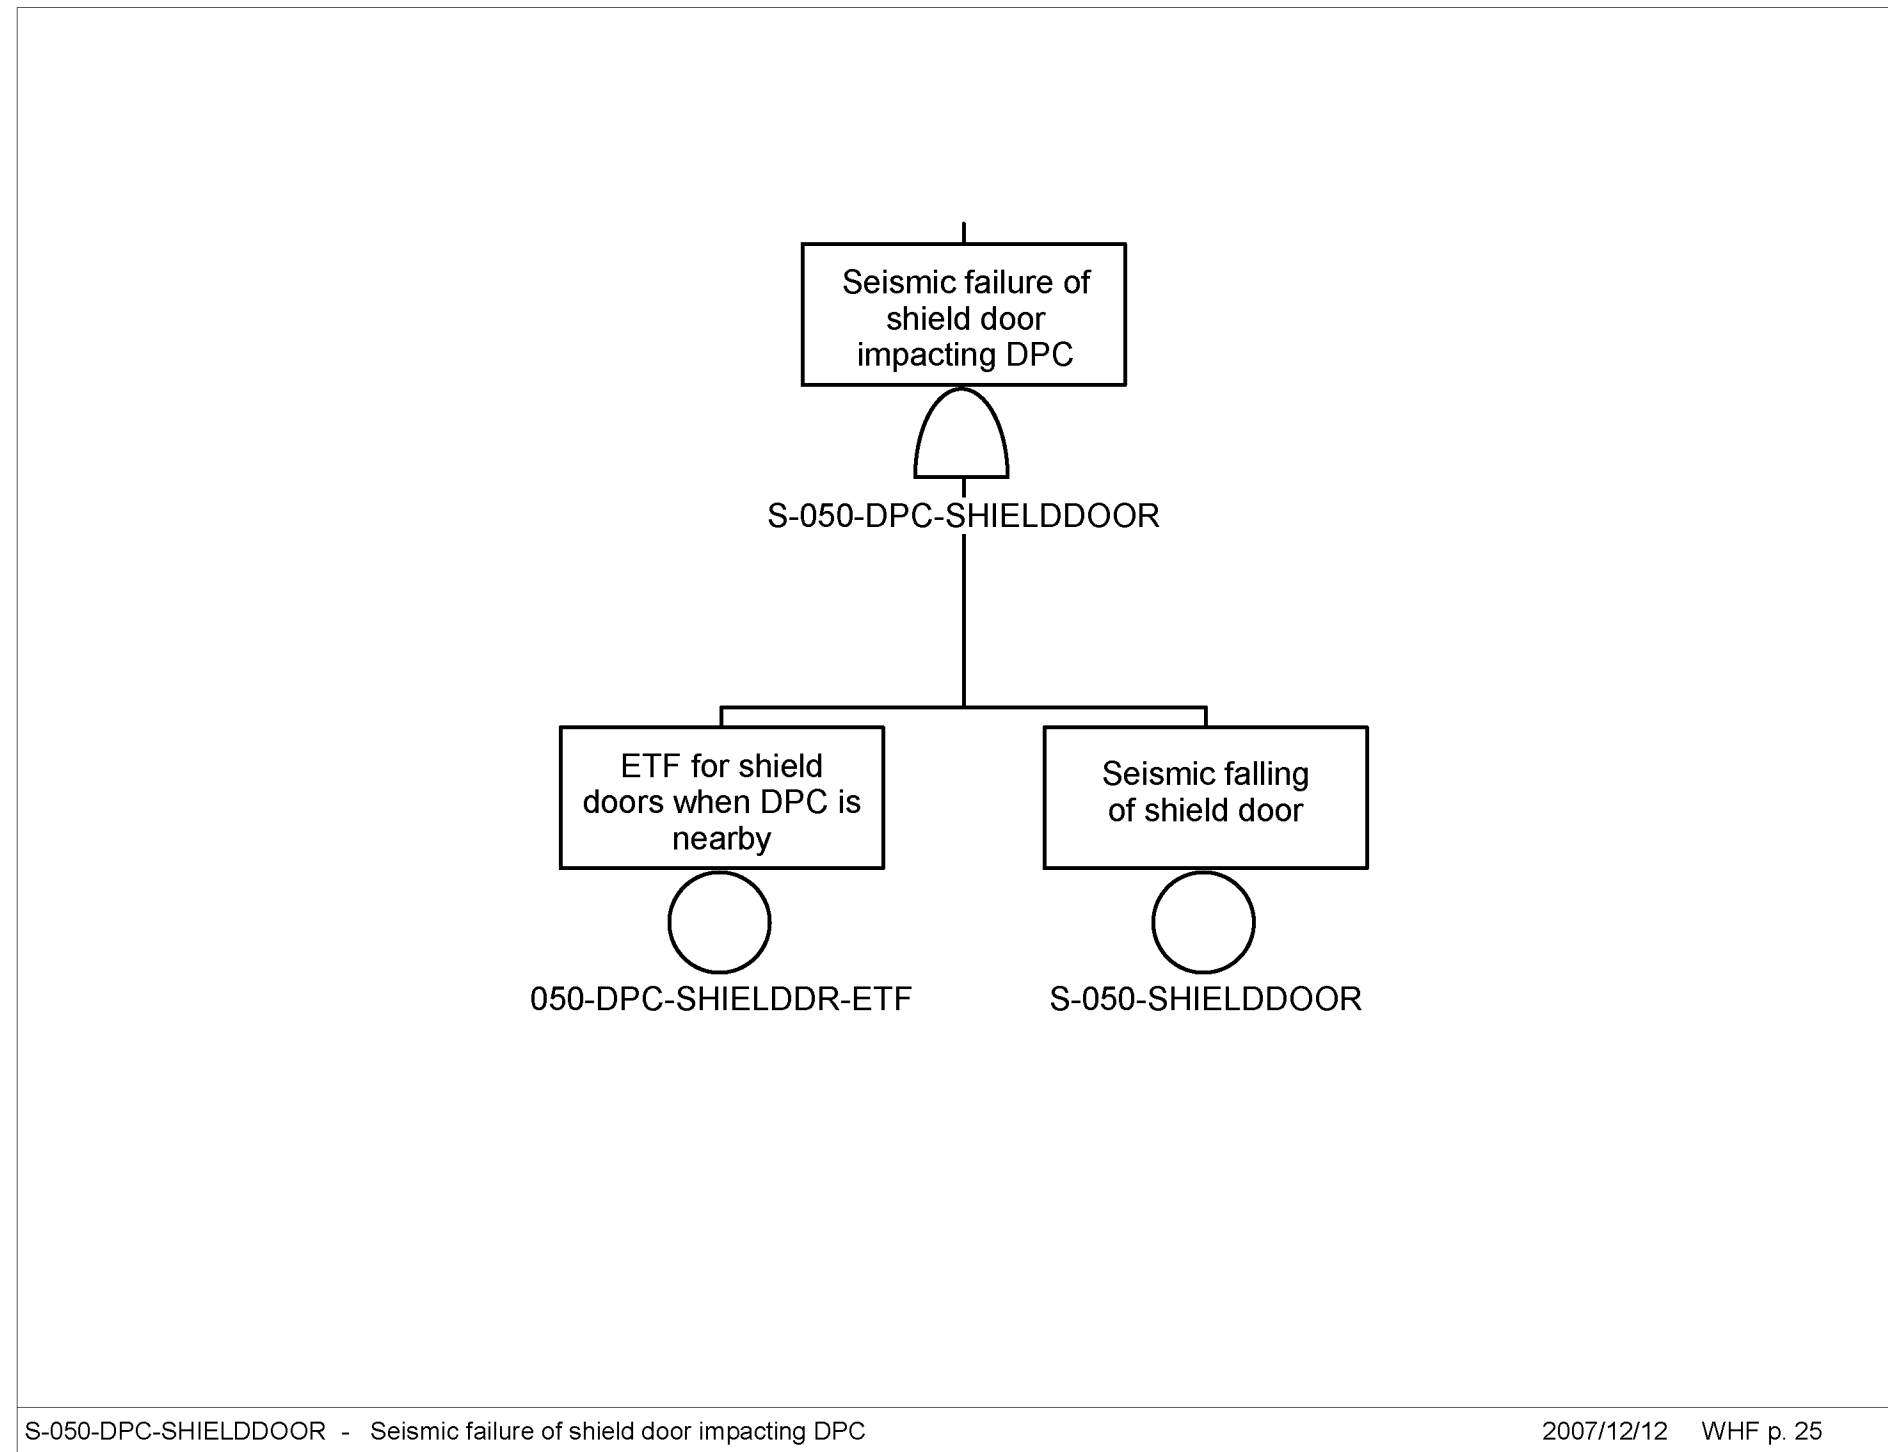 Seismic failure of
shield door
impacting DPC
S-050-DPC-SHIELDDOOR
ETF for shield
doors when DPC is
nearby
050-DPC-SHIELDDR-ETF
Seismic falling
of shield door
S-050-SHIELDDOOR
S-050-DPC-SHIELDDOOR - Seismic failure of shield door impacting DPC
2007/12/12 WHF p. 25